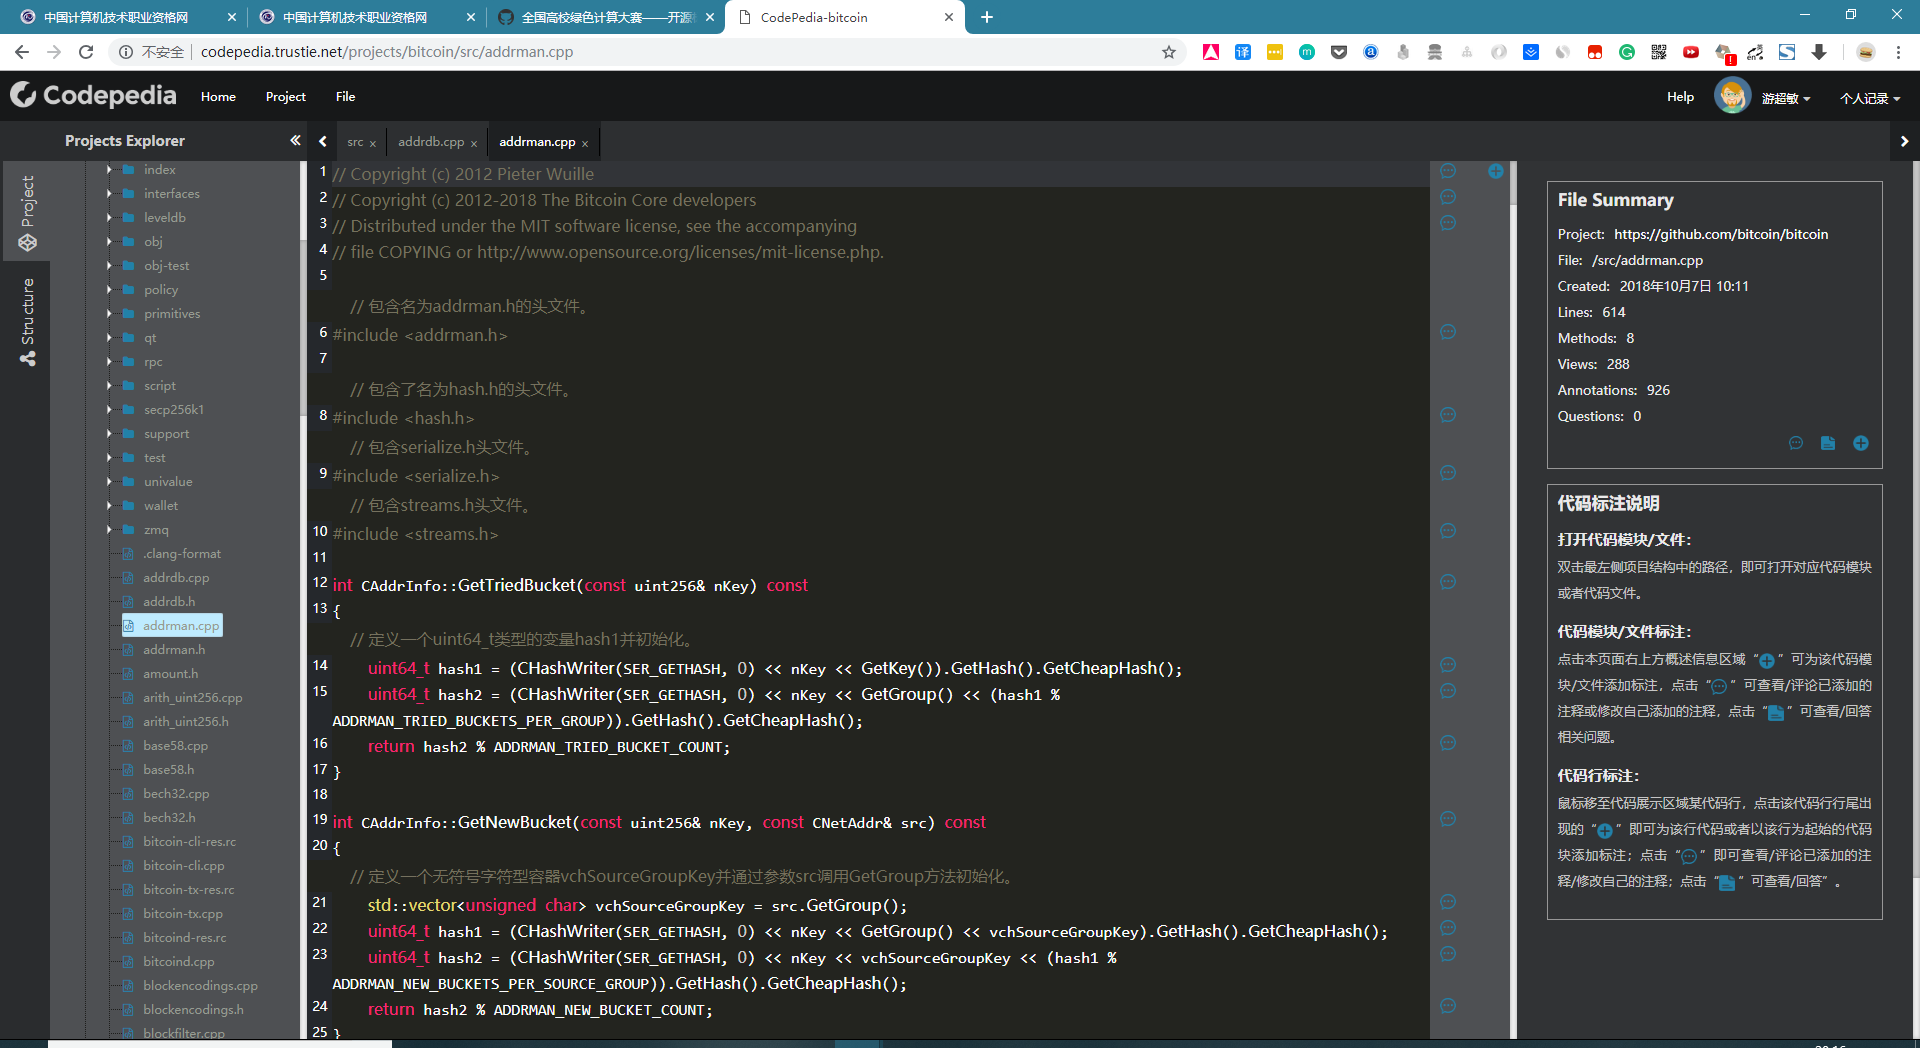 中国计算机技术职业资格网
中国计算机技术职业资格网
全国高校绿色计算大赛——开源
CodePedia-bitcoin
不安全
codepedia.trustie.net/projects/bitcoin/src/addrman.cpp
Codepedia
Home
Project
File
Help
游超敏
个人记录
Projects Explorer
src
addrdb.cpp
addrman.cpp
Project
Structure
index
interfaces
leveldb
obj
obj-test
policy
primitives
qt
rpc
script
secp256k1
support
test
univalue
wallet
zmq
.clang-format
addrdb.cpp
addrdb.h
addrman.cpp
addrman.h
amount.h
arith_uint256.cpp
arith_uint256.h
base58.cpp
base58.h
bech32.cpp
bech32.h
bitcoin-cli-res.rc
bitcoin-cli.cpp
bitcoin-tx-res.rc
bitcoin-tx.cpp
bitcoind-res.rc
bitcoind.cpp
blockencodings.cpp
blockencodings.h
blockfilter.cpp
1 // Copyright (c) 2012 Pieter Wuille
2 // Copyright (c) 2012-2018 The Bitcoin Core developers
3 // Distributed under the MIT software license, see the accompanying
4 // file COPYING or http://www.opensource.org/licenses/mit-license.php.
5
// 包含名为addrman.h的头文件。
6 #include <addrman.h>
7
// 包含了名为hash.h的头文件。
8 #include <hash.h>
// 包含serialize.h头文件。
9 #include <serialize.h>
// 包含streams.h头文件。
10 #include <streams.h>
11
12 int CAddrInfo::GetTriedBucket(const uint256& nKey) const
13 {
// 定义一个uint64_t类型的变量hash1并初始化。
14 uint64_t hash1 = (CHashWriter(SER_GETHASH, 0) << nKey << GetKey()).GetHash().GetCheapHash();
15 uint64_t hash2 = (CHashWriter(SER_GETHASH, 0) << nKey << GetGroup() << (hash1 %
ADDRMAN_TRIED_BUCKETS_PER_GROUP)).GetHash().GetCheapHash();
16 return hash2 % ADDRMAN_TRIED_BUCKET_COUNT;
17 }
18
19 int CAddrInfo::GetNewBucket(const uint256& nKey, const CNetAddr& src) const
20 {
// 定义一个无符号字符型容器vchSourceGroupKey并通过参数src调用GetGroup方法初始化。
21 std::vector<unsigned char> vchSourceGroupKey = src.GetGroup();
22 uint64_t hash1 = (CHashWriter(SER_GETHASH, 0) << nKey << GetGroup() << vchSourceGroupKey).GetHash().GetCheapHash();
23 uint64_t hash2 = (CHashWriter(SER_GETHASH, 0) << nKey << vchSourceGroupKey << (hash1 %
ADDRMAN_NEW_BUCKETS_PER_SOURCE_GROUP)).GetHash().GetCheapHash();
24 return hash2 % ADDRMAN_NEW_BUCKET_COUNT;
25 }
File Summary
Project: https://github.com/bitcoin/bitcoin
File: /src/addrman.cpp
Created: 2018年10月7日 10:11
Lines: 614
Methods: 8
Views: 288
Annotations: 926
Questions: 0
代码标注说明
打开代码模块/文件：
双击最左侧项目结构中的路径，即可打开对应代码模块
或者代码文件。
代码模块/文件标注：
点击本页面右上方概述信息区域“ ”可为该代码模
块/文件添加标注，点击“ ”可查看/评论已添加的
注释或修改自己添加的注释，点击“ ”可查看/回答
相关问题。
代码行标注：
鼠标移至代码展示区域某代码行，点击该代码行行尾出
现的“ ”即可为该行代码或者以该行为起始的代码
块添加标注；点击“ ”即可查看/评论已添加的注
释/修改自己的注释；点击“ ”可查看/回答”。